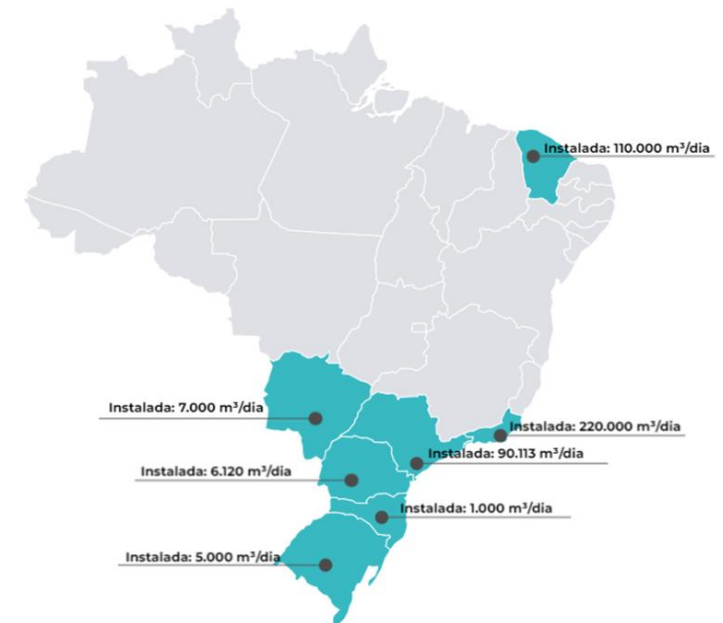 Instalada: 110.000 m³/dia
Instalada: 7.000 m³/dia
Instalada: 220.000 m³/dia
Instalada: 90.113 m³/dia
Instalada: 6.120 m³/dia
Instalada: 1.000 m³/dia
Instalada: 5.000 m³/dia